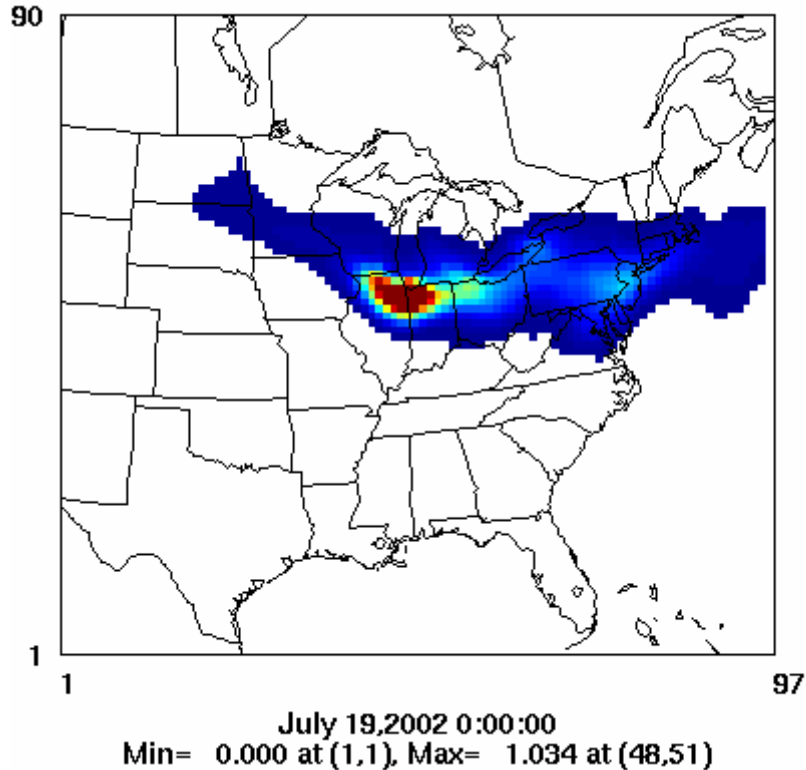 90
1
1
97
July 19,2002 0:00:00
Min= 0.000 at (1,1), Max= 1.034 at (48,51)